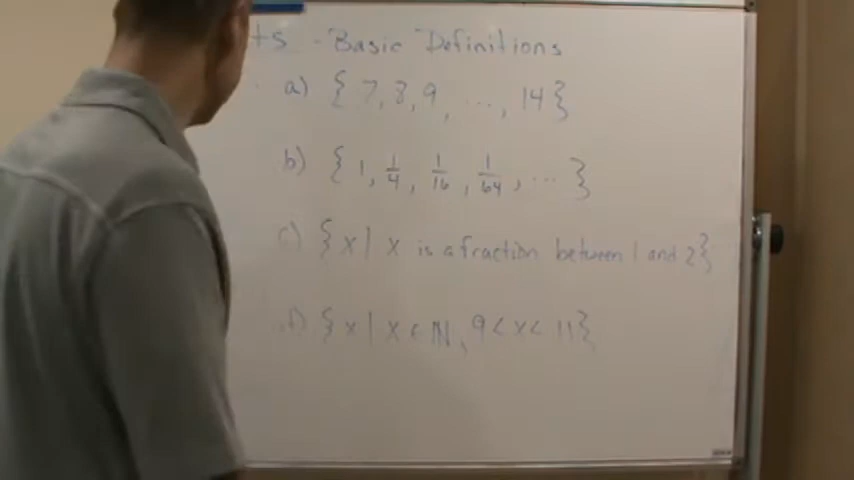 ts - Basic Definitions
a) { 7, 8, 9, ..., 14 }
b) { 1, 1/4, 1/16, 1/64, ... }
c) { x | x is a fraction between 1 and 2 }
d) { x | x ∈ ℕ, 9 < x < 11 }